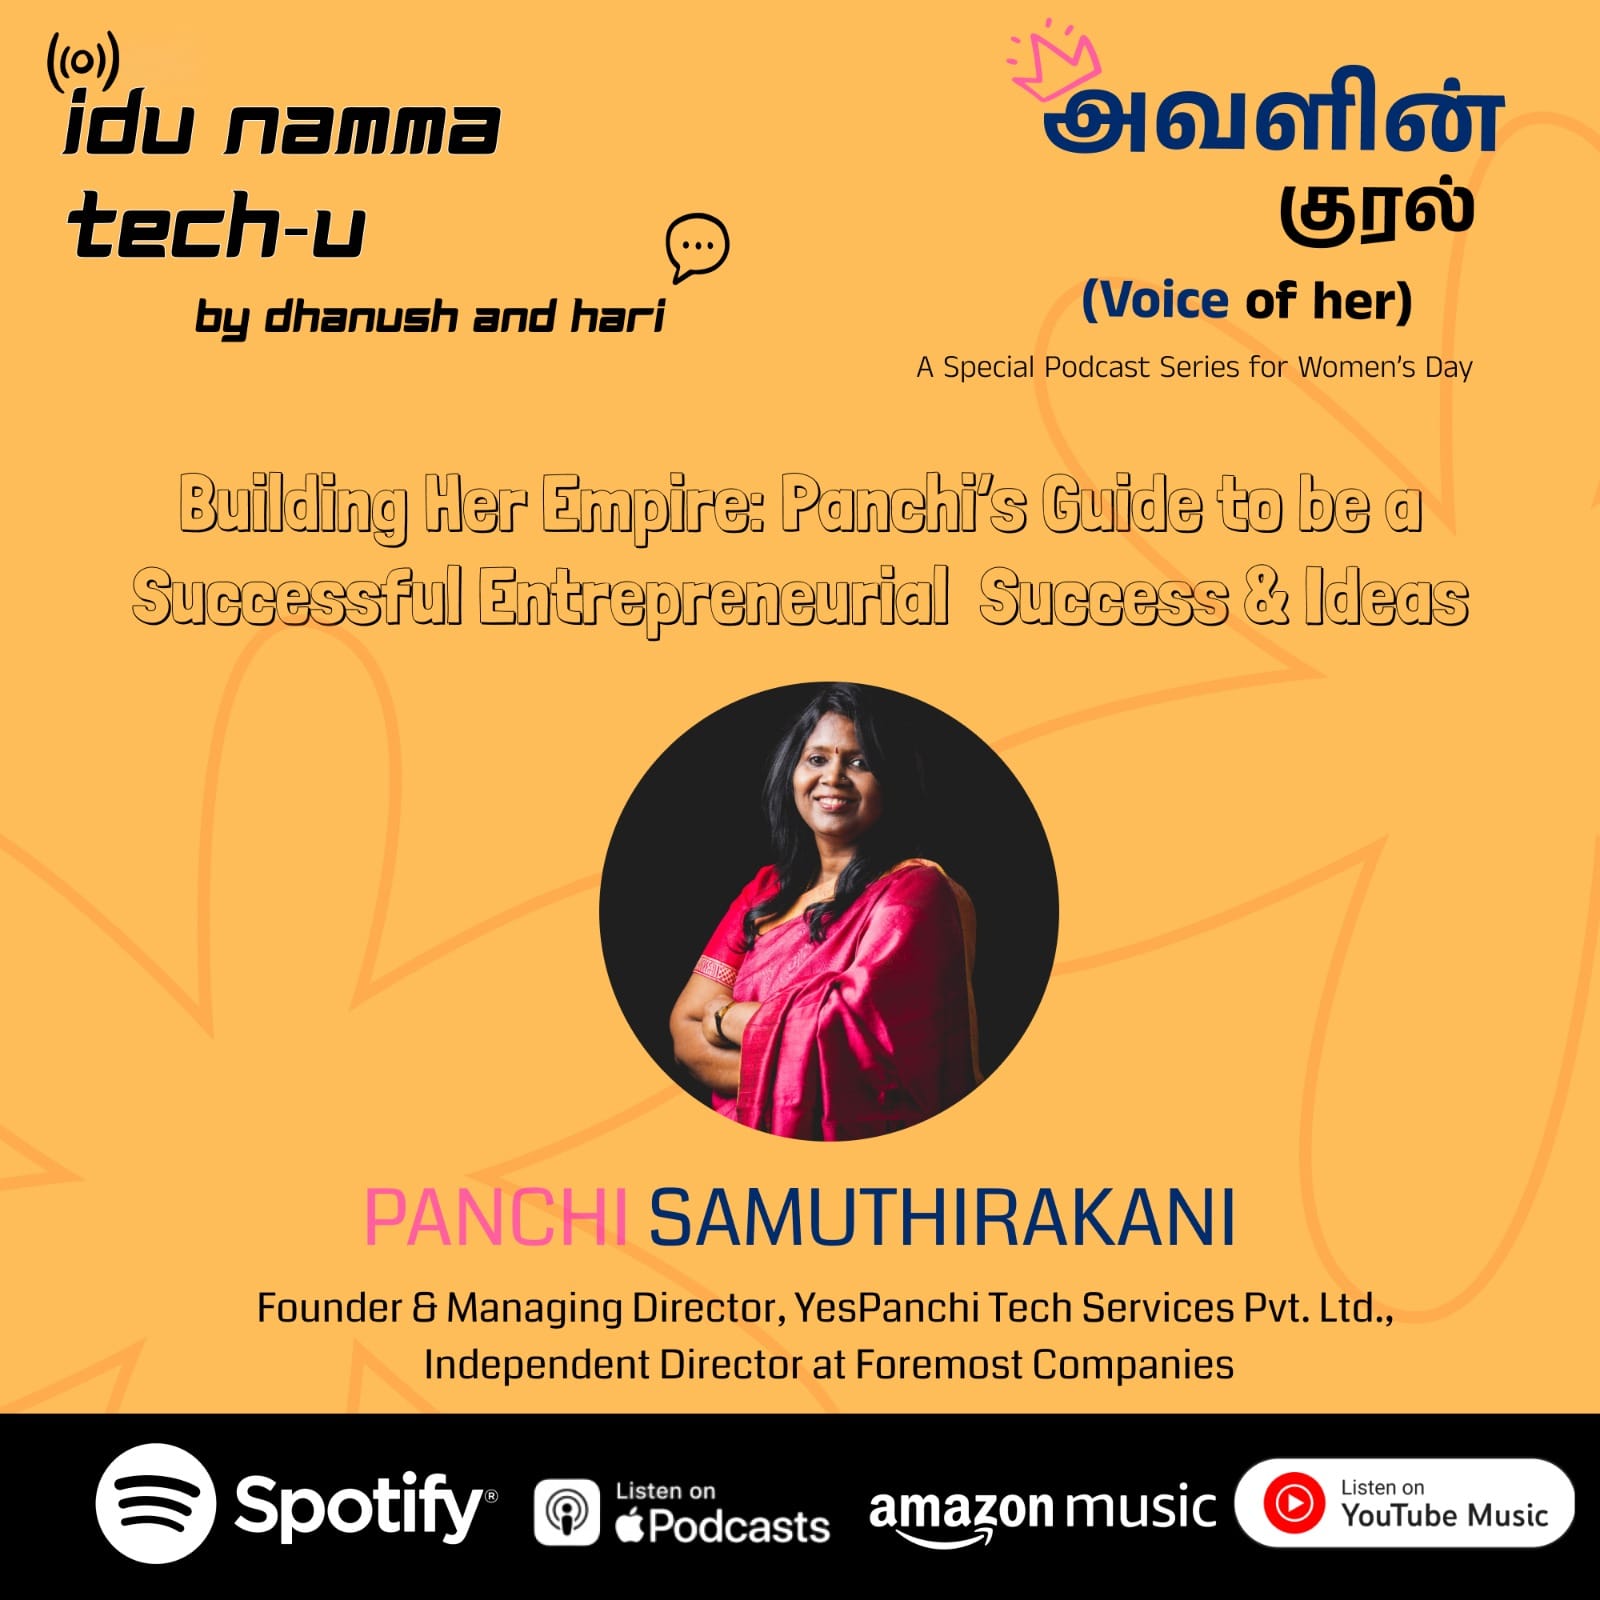 idu namma
tech-u
by dhanush and hari
அவளின்
குரல்
(Voice of her)
A Special Podcast Series for Women's Day
Building Her Empire: Panchi's Guide to be a
Successful Entrepreneurial Success & Ideas
PANCHI SAMUTHIRAKANI
Founder & Managing Director, YesPanchi Tech Services Pvt. Ltd.,
Independent Director at Foremost Companies
Spotify®
Listen on
Podcasts
amazon music
Listen on
YouTube Music